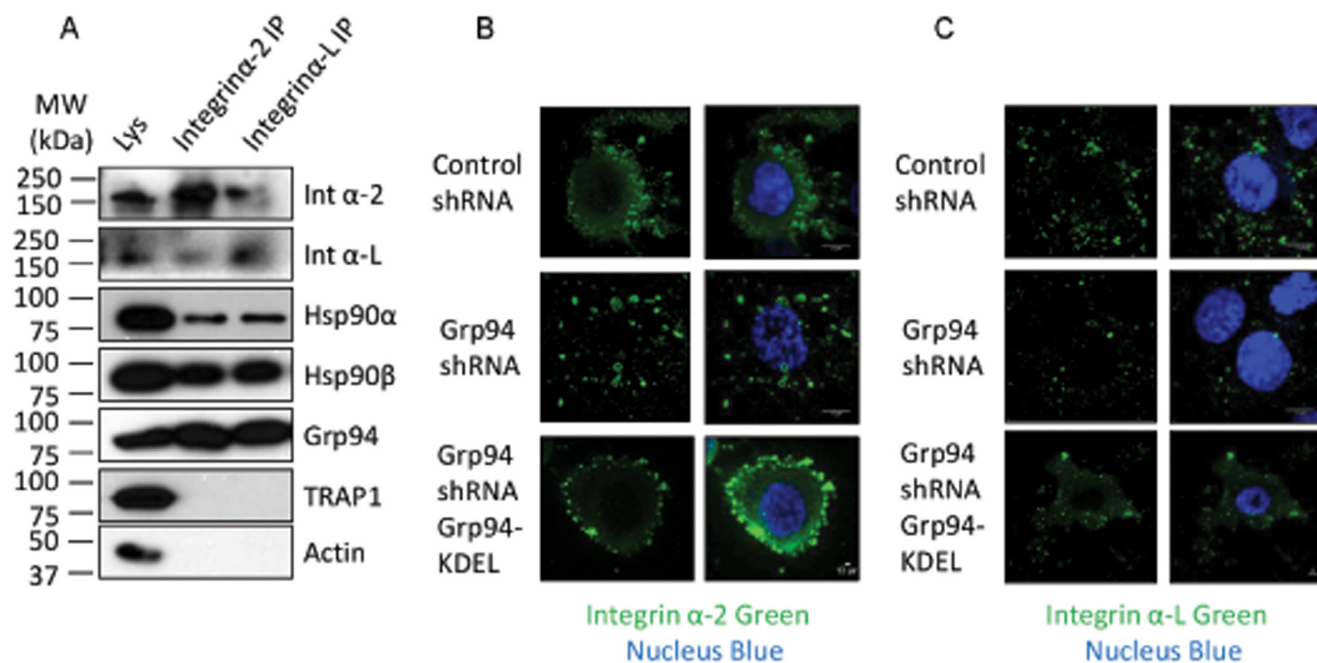 A
B
C
MW
(kDa)
Lys
Integrinα-2 IP
Integrinα-L IP
250
150
Int α-2
250
150
Int α-L
100
75
Hsp90α
100
75
Hsp90β
100
75
Grp94
100
75
TRAP1
50
37
Actin
Control
shRNA
Grp94
shRNA
Grp94
shRNA
Grp94-
KDEL
Integrin α-2 Green
Nucleus Blue
Control
shRNA
Grp94
shRNA
Grp94
shRNA
Grp94-
KDEL
Integrin α-L Green
Nucleus Blue